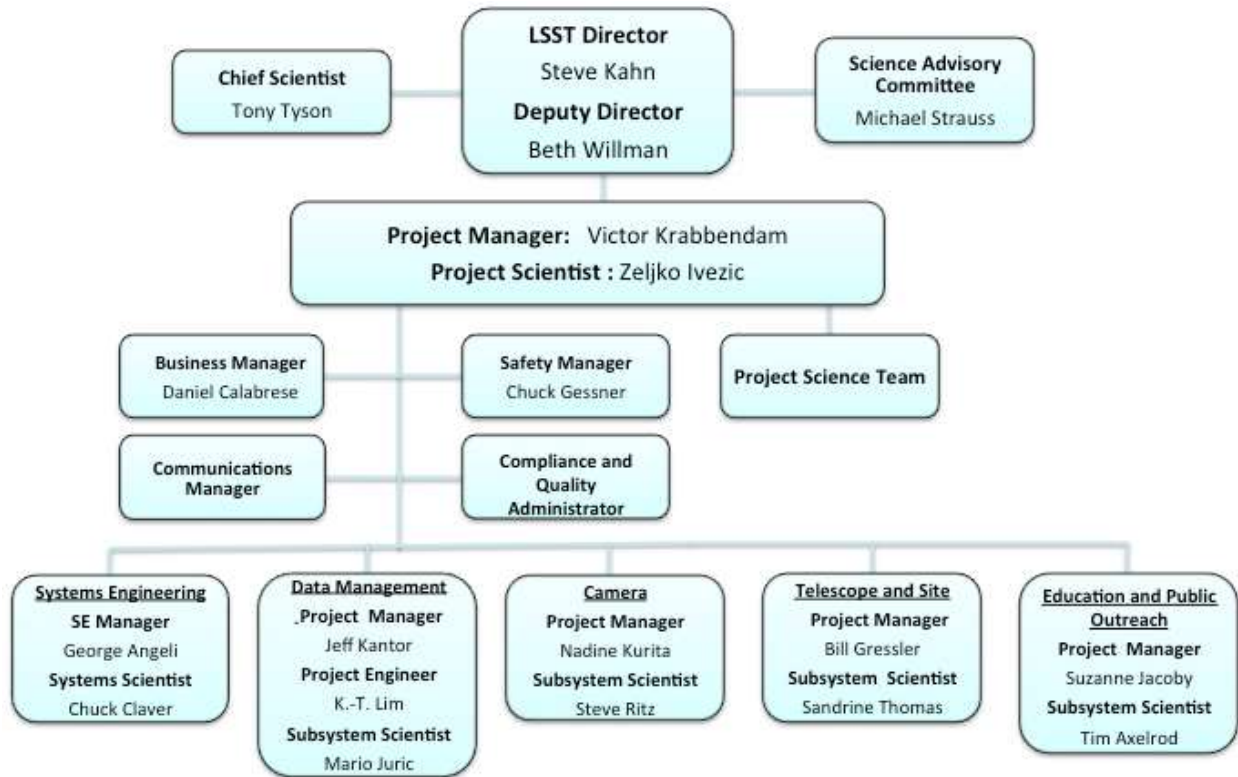 LSST Director
Steve Kahn
Deputy Director
Beth Willman
Chief Scientist
Tony Tyson
Science Advisory
Committee
Michael Strauss
Project Manager: Victor Krabbendam
Project Scientist : Zeljko Ivezic
Business Manager
Daniel Calabrese
Safety Manager
Chuck Gessner
Project Science Team
Communications
Manager
Compliance and
Quality
Administrator
Systems Engineering
SE Manager
George Angeli
Systems Scientist
Chuck Claver
Data Management
.Project Manager
Jeff Kantor
Project Engineer
K.-T. Lim
Subsystem Scientist
Mario Juric
Camera
Project Manager
Nadine Kurita
Subsystem Scientist
Steve Ritz
Telescope and Site
Project Manager
Bill Gressler
Subsystem Scientist
Sandrine Thomas
Education and Public
Outreach
Project Manager
Suzanne Jacoby
Subsystem Scientist
Tim Axelrod